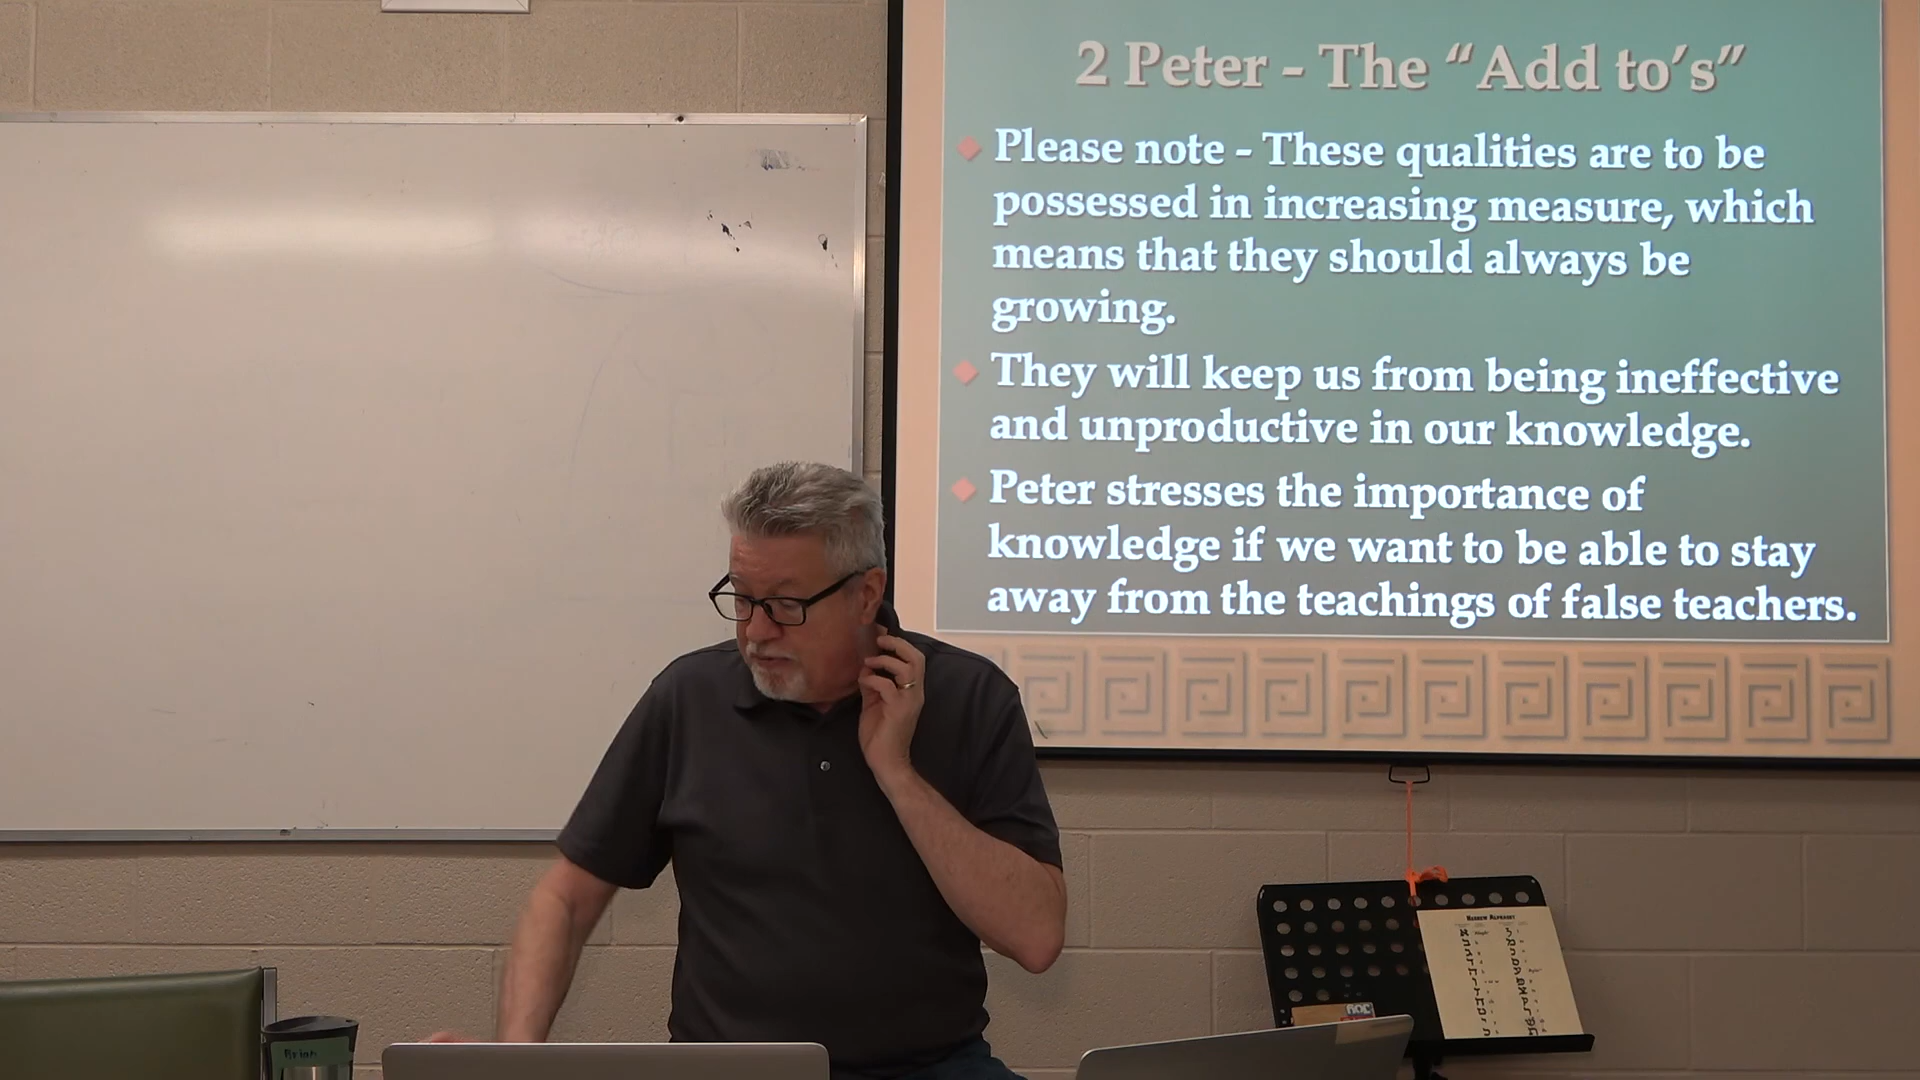 2 Peter - The “Add to’s”
Please note - These qualities are to be
possessed in increasing measure, which
means that they should always be
growing.
They will keep us from being ineffective
and unproductive in our knowledge.
Peter stresses the importance of
knowledge if we want to be able to stay
away from the teachings of false teachers.
Hebrew Alphabet
Brian